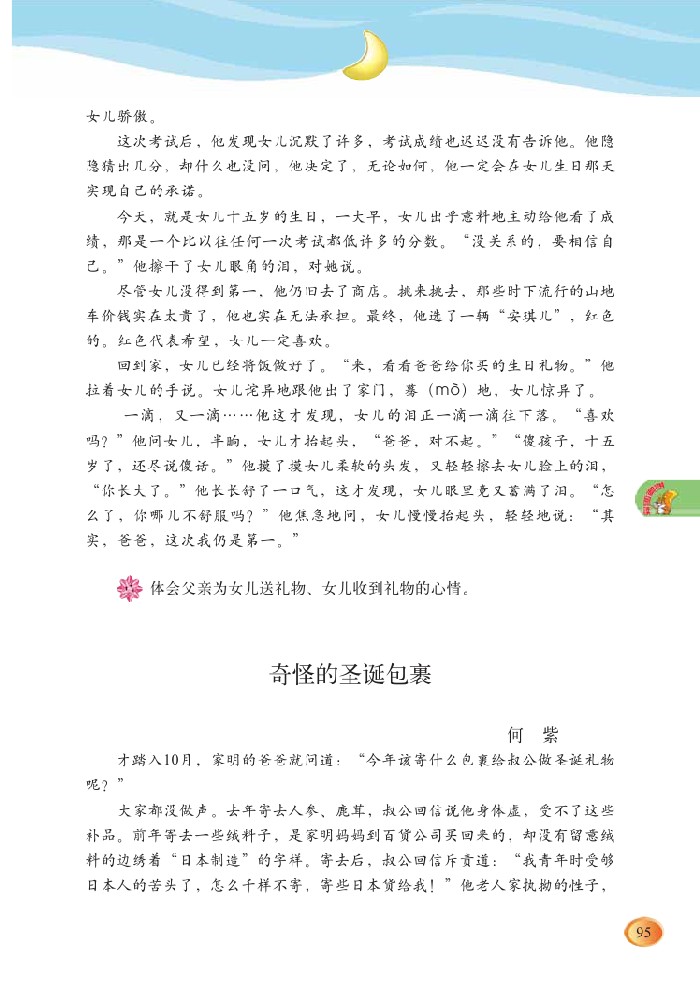 女儿骄傲。
这次考试后，他发现女儿沉默了许多，考试成绩也迟迟没有告诉他。他隐
隐猜出几分，却什么也没问，他决定了，无论如何，他一定会在女儿生日那天
实现自己的承诺。
今天，就是女儿十五岁的生日，一大早，女儿出乎意料地主动给他看了成
绩，那是一个比以往任何一次考试都低许多的分数。“没关系的，要相信自
己。”他擦干了女儿眼角的泪，对她说。
尽管女儿没得到第一，他仍旧去了商店。挑来挑去，那些时下流行的山地
车价钱实在太贵了，他也实在无法承担。最终，他选了一辆“安琪儿”，红色
的。红色代表希望，女儿一定喜欢。
回到家，女儿已经将饭做好了。“来，看看爸爸给你买的生日礼物。”他
拉着女儿的手说。女儿诧异地跟他出了家门，蓦（mò）地，女儿惊异了。
一滴，又一滴……他这才发现，女儿的泪正一滴一滴往下落。“喜欢
吗？”他问女儿，半晌，女儿才抬起头，“爸爸，对不起。”“傻孩子，十五
岁了，还尽说傻话。”他摸了摸女儿柔软的头发，又轻轻擦去女儿脸上的泪，
“你长大了。”他长长舒了一口气，这才发现，女儿眼里竟又蓄满了泪。“怎
么了，你哪儿不舒服吗？”他焦急地问，女儿慢慢抬起头，轻轻地说：“其
实，爸爸，这次我仍是第一。”
体会父亲为女儿送礼物、女儿收到礼物的心情。
奇怪的圣诞包裹
何 紫
才踏入10月，家明的爸爸就问道：“今年该寄什么包裹给叔公做圣诞礼物
呢？”
大家都没做声。去年寄去人参、鹿茸，叔公回信说他身体虚，受不了这些
补品。前年寄去一些绒料子，是家明妈妈到百货公司买回来的，却没有留意绒
料的边绣着“日本制造”的字样。寄去后，叔公回信斥责道：“我青年时受够
日本人的苦头了，怎么千样不寄，寄些日本货给我！”他老人家执拗的性子，
95